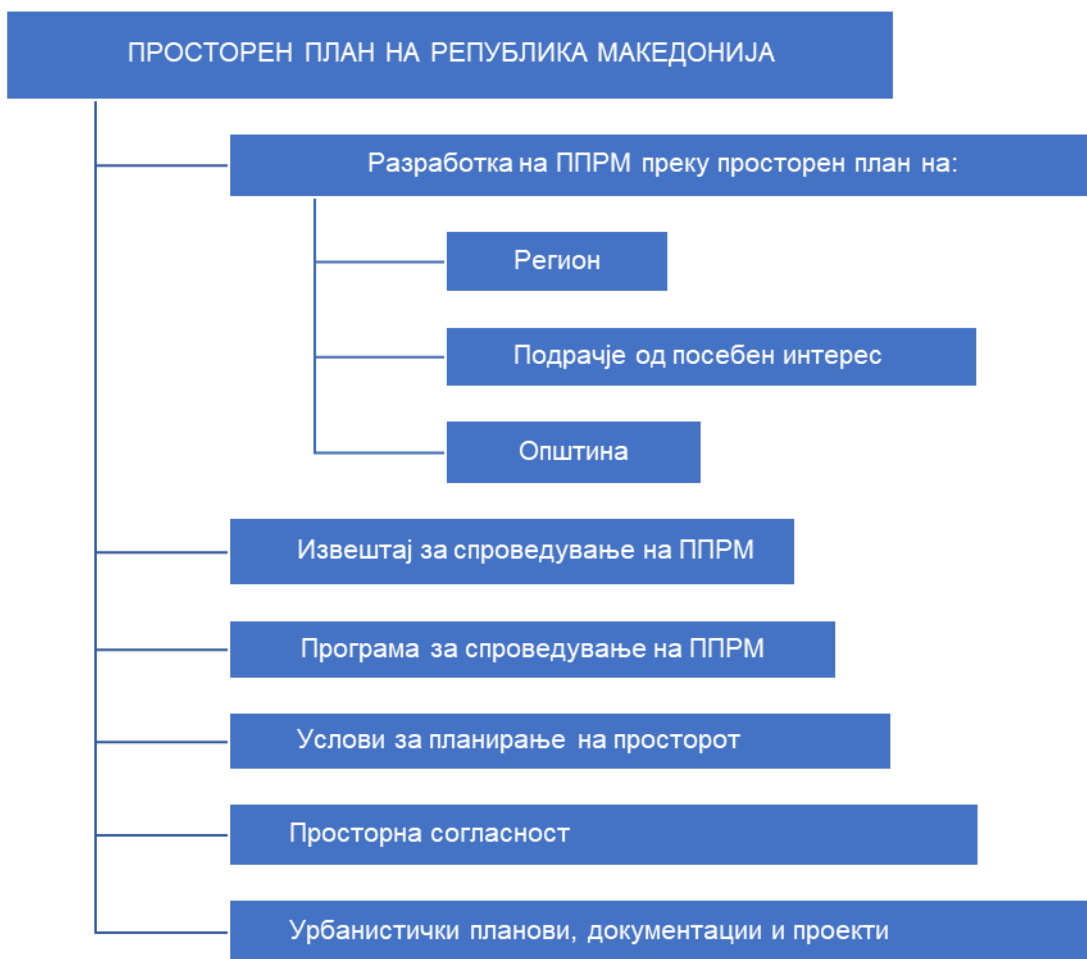 ПРОСТОРЕН ПЛАН НА РЕПУБЛИКА МАКЕДОНИЈА
Разработка на ППРМ преку просторен план на:
Регион
Подрачје од посебен интерес
Општина
Извештај за спроведување на ППРМ
Програма за спроведување на ППРМ
Услови за планирање на просторот
Просторна согласност
Урбанистички планови, документации и проекти